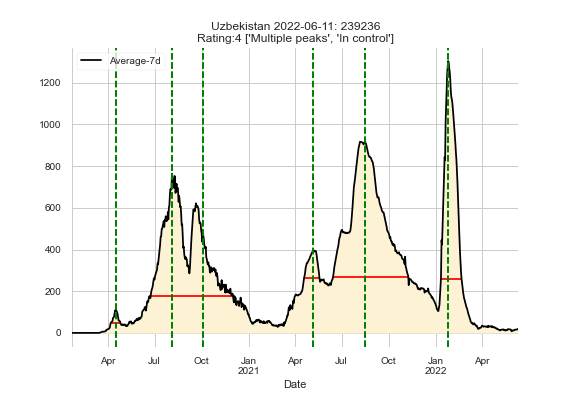 Uzbekistan 2022-06-11: 239236
Rating:4 ['Multiple peaks', 'In control']
Average-7d
1200
1000
800
600
400
200
0
Apr Jul Oct Jan Apr Jul Oct Jan Apr
2021 2022
Date